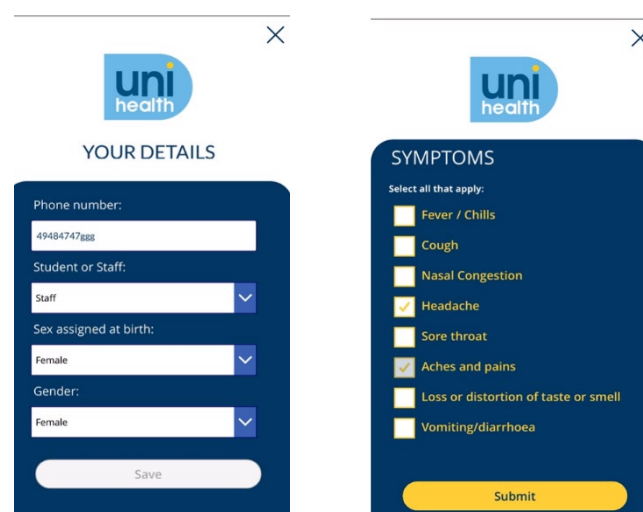 uni
health
YOUR DETAILS
Phone number:
49484747ggg
Student or Staff:
Staff
Sex assigned at birth:
Female
Gender:
Female
Save
uni
health
SYMPTOMS
Select all that apply:
Fever / Chills
Cough
Nasal Congestion
Headache
Sore throat
Aches and pains
Loss or distortion of taste or smell
Vomiting/diarrhoea
Submit